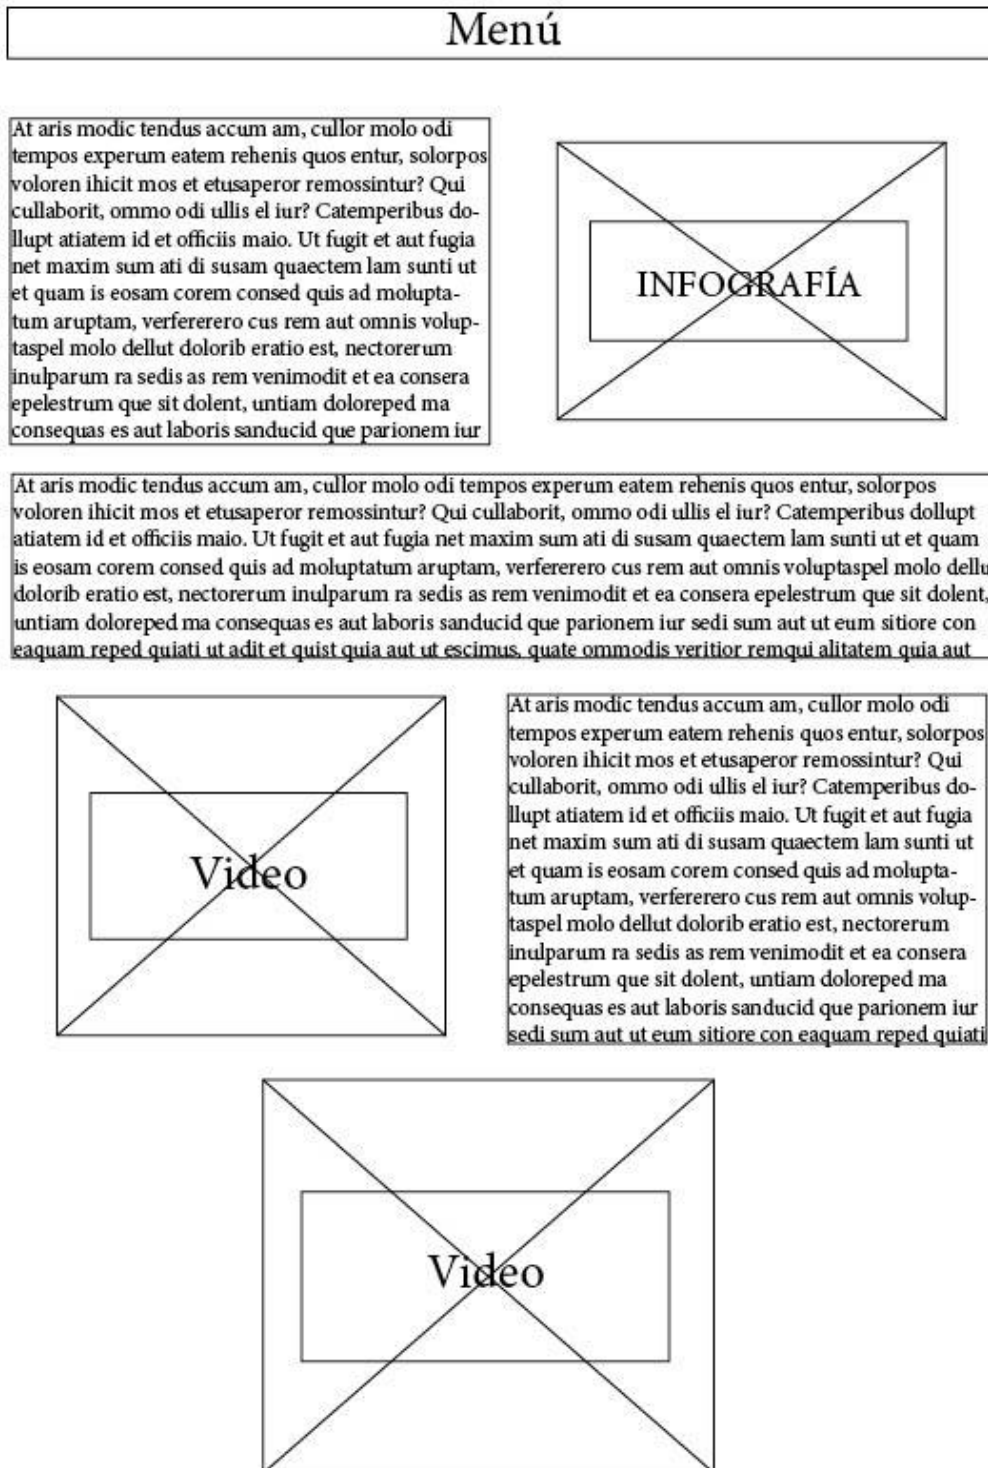 Menú
At aris modic tendus accum am, cullor molo odi
tempos experum eatem rehenis quos entur, solorpos
voloren ihicit mos et etusaperor remossintur? Qui
cullaborit, ommo odi ullis el iur? Catemperibus do-
llupt atiatem id et officiis maio. Ut fugit et aut fugia
net maxim sum ati di susam quaectem lam sunti ut
et quam is eosam corem consed quis ad molupta-
tum aruptam, verfererero cus rem aut omnis volup-
taspel molo dellut dolorib eratio est, nectorerum
inulparum ra sedis as rem venimodit et ea consera
epelestrum que sit dolent, untiam doloreped ma
consequas es aut laboris sanducid que parionem iur
INFOGRAFÍA
At aris modic tendus accum am, cullor molo odi tempos experum eatem rehenis quos entur, solorpos
voloren ihicit mos et etusaperor remossintur? Qui cullaborit, ommo odi ullis el iur? Catemperibus dollupt
atiatem id et officiis maio. Ut fugit et aut fugia net maxim sum ati di susam quaectem lam sunti ut et quam
is eosam corem consed quis ad moluptatum aruptam, verfererero cus rem aut omnis voluptaspel molo dellu
dolorib eratio est, nectorerum inulparum ra sedis as rem venimodit et ea consera epelestrum que sit dolent,
untiam doloreped ma consequas es aut laboris sanducid que parionem iur sedi sum aut ut eum sitiore con
eaquam reped quiati ut adit et quist quia aut ut escimus, quate ommodis veritior remqui alitatem quia aut
Video
At aris modic tendus accum am, cullor molo odi
tempos experum eatem rehenis quos entur, solorpos
voloren ihicit mos et etusaperor remossintur? Qui
cullaborit, ommo odi ullis el iur? Catemperibus do-
llupt atiatem id et officiis maio. Ut fugit et aut fugia
net maxim sum ati di susam quaectem lam sunti ut
et quam is eosam corem consed quis ad molupta-
tum aruptam, verfererero cus rem aut omnis volup-
taspel molo dellut dolorib eratio est, nectorerum
inulparum ra sedis as rem venimodit et ea consera
epelestrum que sit dolent, untiam doloreped ma
consequas es aut laboris sanducid que parionem iur
sedi sum aut ut eum sitiore con eaquam reped quiati
Video